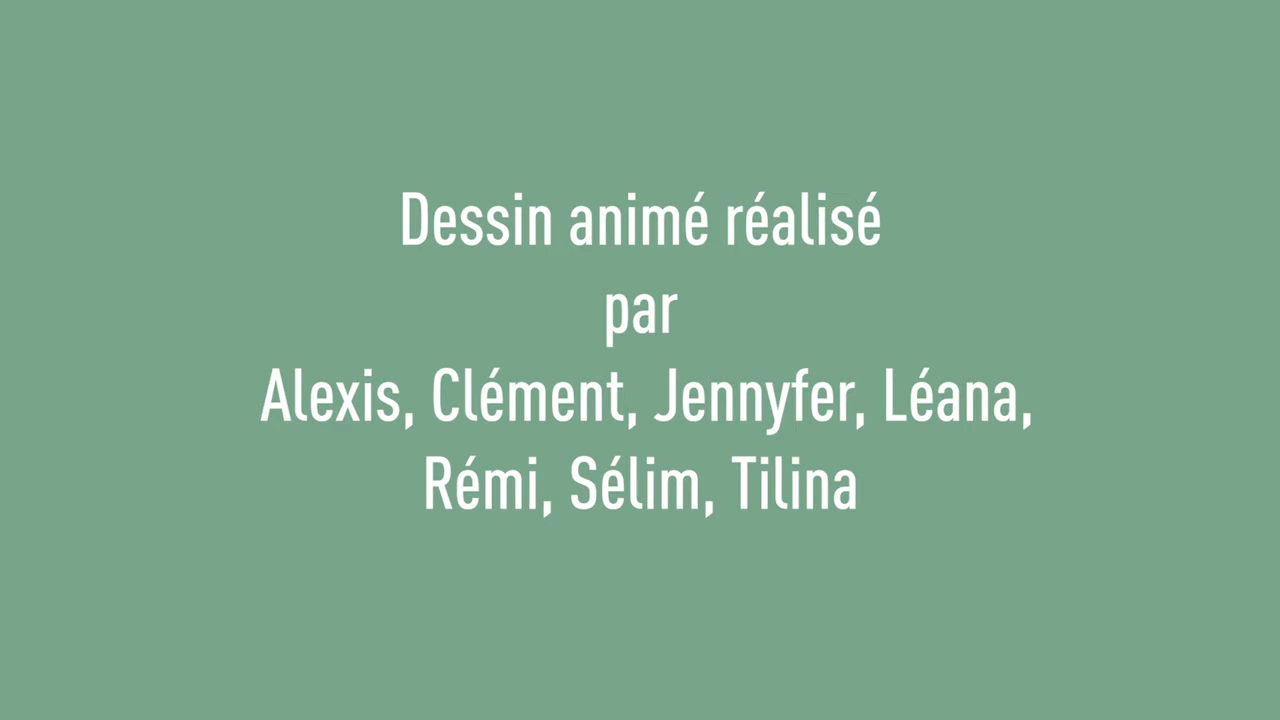 Dessin animé réalisé
par
Alexis, Clément, Jennyfer, Léana,
Rémi, Sélim, Tilina